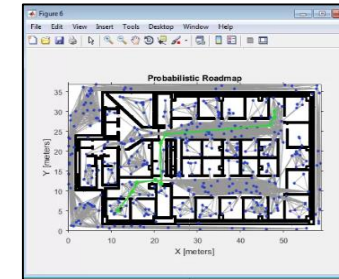 Figure 6
File Edit View Insert Tools Desktop Window Help
Probabilistic Roadmap
35
30
25
20
15
10
5
0
Y [meters]
0 10 20 30 40 50
X [meters]